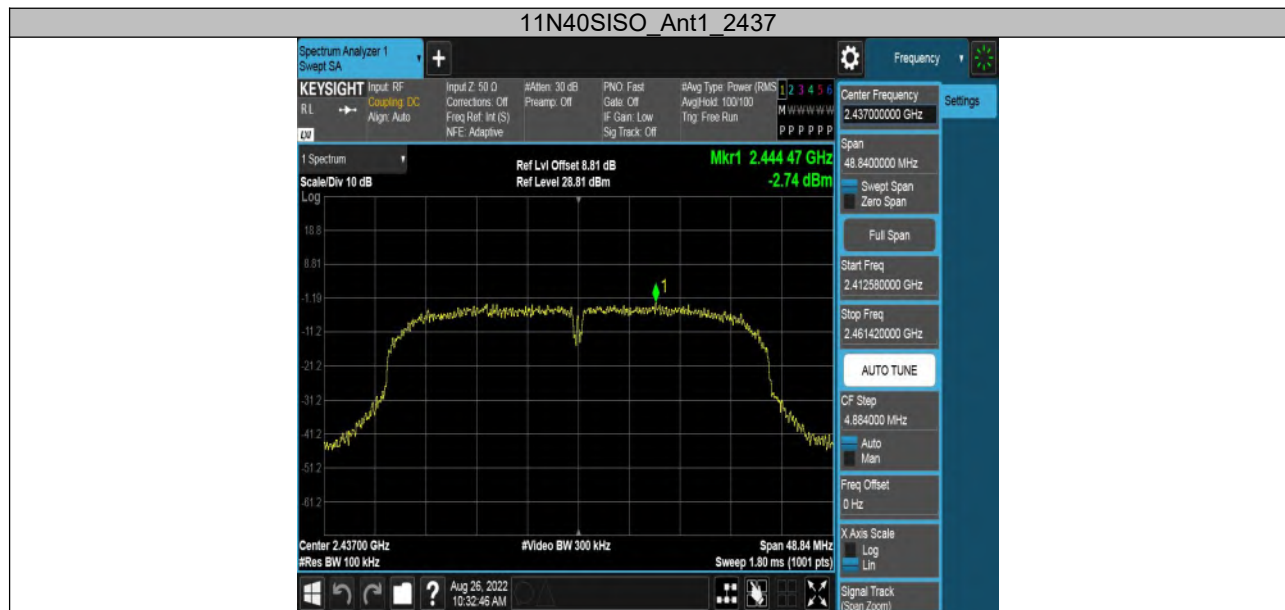 11N40SISO_Ant1_2437
Spectrum Analyzer 1
Swept SA
+
Frequency
KEYSIGHT
RL
LXI
Input: RF
Coupling: DC
Align: Auto
Input Z: 50 Ω
Corrections: Off
Freq Ref: Int (S)
NFE: Adaptive
#Atten: 30 dB
Preamp: Off
PNO: Fast
Gate: Off
IF Gain: Low
Sig Track: Off
#Avg Type: Power (RMS
Avg|Hold: 100/100
Trig: Free Run
1 2 3 4 5 6
M W W W W W
P P P P P P
1 Spectrum
Scale/Div 10 dB
Log
Ref Lvl Offset 8.81 dB
Ref Level 28.81 dBm
Mkr1 2.444 47 GHz
-2.74 dBm
18.8
8.81
-1.19
-11.2
-21.2
-31.2
-41.2
-51.2
-61.2
1
Center 2.43700 GHz
#Res BW 100 kHz
#Video BW 300 kHz
Span 48.84 MHz
Sweep 1.80 ms (1001 pts)
?
Aug 26, 2022
10:32:46 AM
Settings
Center Frequency
2.437000000 GHz
Span
48.8400000 MHz
Swept Span
Zero Span
Full Span
Start Freq
2.412580000 GHz
Stop Freq
2.461420000 GHz
AUTO TUNE
CF Step
4.884000 MHz
Auto
Man
Freq Offset
0 Hz
X Axis Scale
Log
Lin
Signal Track
(Span Zoom)